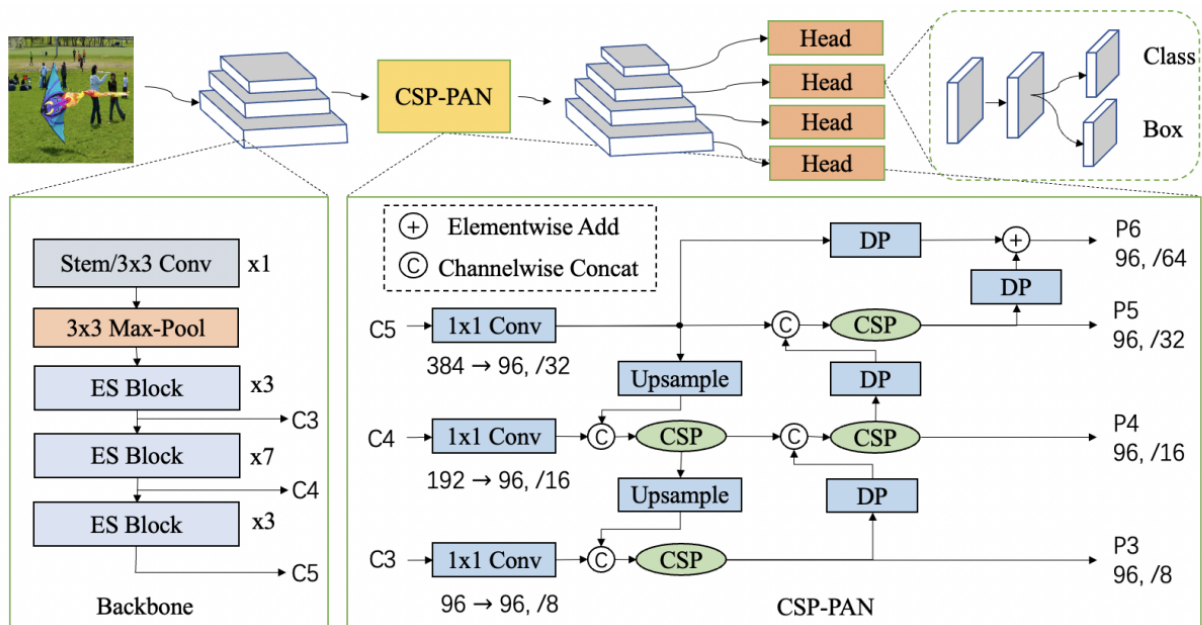 Head
Head
Head
Head
CSP-PAN
Class
Box
Stem/3x3 Conv x1
3x3 Max-Pool
ES Block x3
C3
ES Block x7
C4
ES Block x3
C5
Backbone
+ Elementwise Add
C Channelwise Concat
DP + P6
96, /64
DP
C5 1x1 Conv C CSP P5
384 → 96, /32 96, /32
Upsample DP
C4 1x1 Conv C CSP C CSP P4
192 → 96, /16 96, /16
Upsample DP
C3 1x1 Conv C CSP P3
96 → 96, /8 96, /8
CSP-PAN